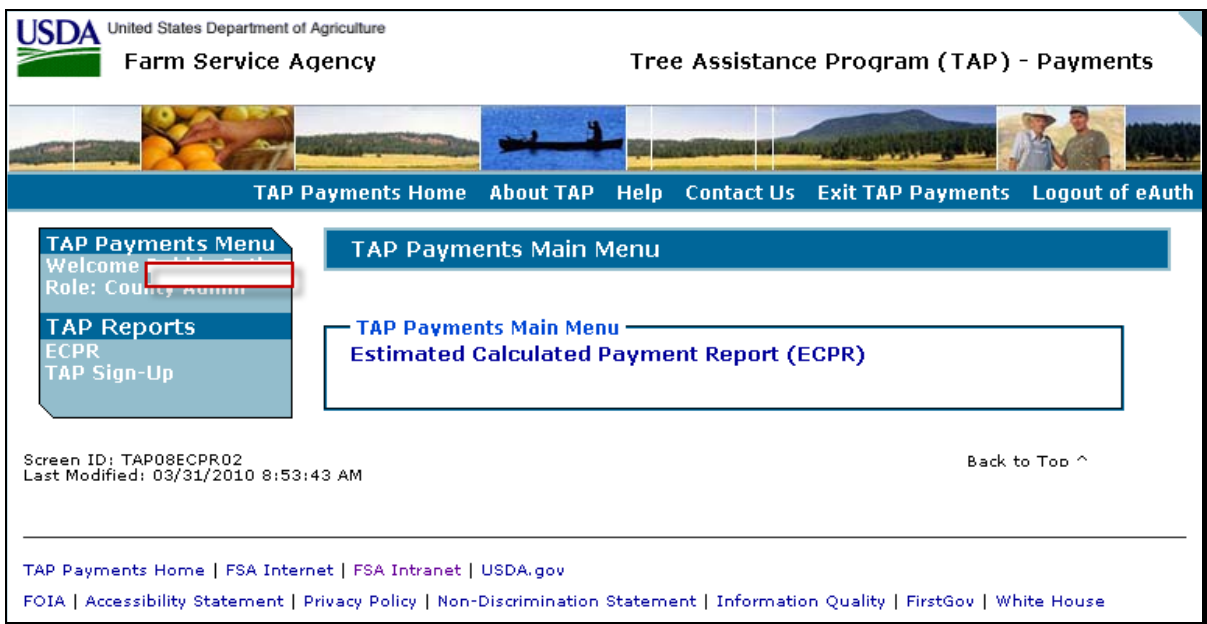 USDA United States Department of Agriculture
Farm Service Agency
Tree Assistance Program (TAP) - Payments
TAP Payments Home About TAP Help Contact Us Exit TAP Payments Logout of eAuth
TAP Payments Menu
Welcome
Role: County Admin
TAP Reports
ECPR
TAP Sign-Up
TAP Payments Main Menu
TAP Payments Main Menu
Estimated Calculated Payment Report (ECPR)
Screen ID: TAP08ECPR02
Last Modified: 03/31/2010 8:53:43 AM
Back to Top ^
TAP Payments Home | FSA Internet | FSA Intranet | USDA.gov
FOIA | Accessibility Statement | Privacy Policy | Non-Discrimination Statement | Information Quality | FirstGov | White House